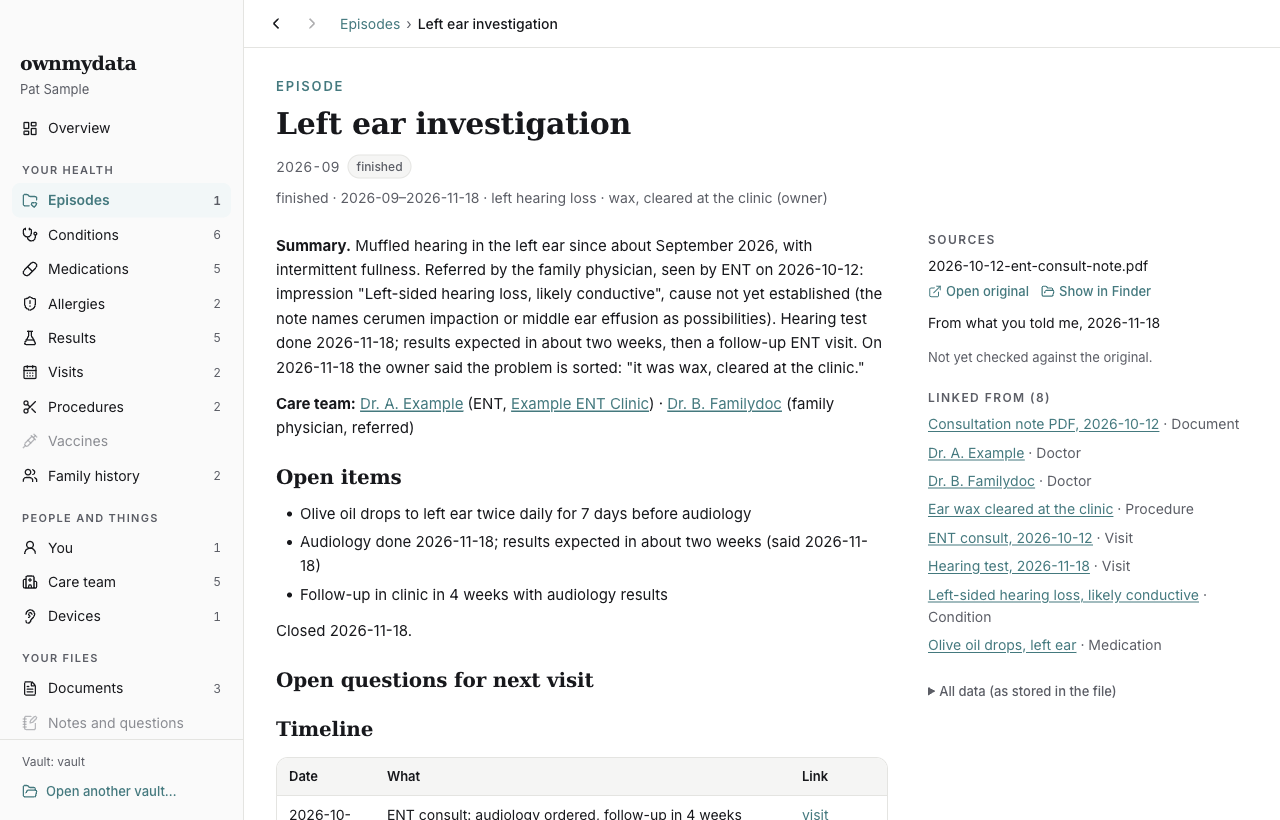 ownmydata
Pat Sample
Overview
YOUR HEALTH
Episodes 1
Conditions 6
Medications 5
Allergies 2
Results 5
Visits 2
Procedures 2
Vaccines
Family history 2
PEOPLE AND THINGS
You 1
Care team 5
Devices 1
YOUR FILES
Documents 3
Notes and questions
Vault: vault
Open another vault...
Episodes › Left ear investigation
EPISODE
Left ear investigation
2026-09 finished
finished · 2026-09–2026-11-18 · left hearing loss · wax, cleared at the clinic (owner)
Summary. Muffled hearing in the left ear since about September 2026, with
intermittent fullness. Referred by the family physician, seen by ENT on 2026-10-12:
impression "Left-sided hearing loss, likely conductive", cause not yet established (the
note names cerumen impaction or middle ear effusion as possibilities). Hearing test
done 2026-11-18; results expected in about two weeks, then a follow-up ENT visit. On
2026-11-18 the owner said the problem is sorted: "it was wax, cleared at the clinic."
Care team: Dr. A. Example (ENT, Example ENT Clinic) · Dr. B. Familydoc (family
physician, referred)
Open items
• Olive oil drops to left ear twice daily for 7 days before audiology
• Audiology done 2026-11-18; results expected in about two weeks (said 2026-11-
18)
• Follow-up in clinic in 4 weeks with audiology results
Closed 2026-11-18.
Open questions for next visit
Timeline
Date What Link
2026-10- ENT consult: audiology ordered, follow-up in 4 weeks visit
SOURCES
2026-10-12-ent-consult-note.pdf
Open original Show in Finder
From what you told me, 2026-11-18
Not yet checked against the original.
LINKED FROM (8)
Consultation note PDF, 2026-10-12 · Document
Dr. A. Example · Doctor
Dr. B. Familydoc · Doctor
Ear wax cleared at the clinic · Procedure
ENT consult, 2026-10-12 · Visit
Hearing test, 2026-11-18 · Visit
Left-sided hearing loss, likely conductive ·
Condition
Olive oil drops, left ear · Medication
All data (as stored in the file)